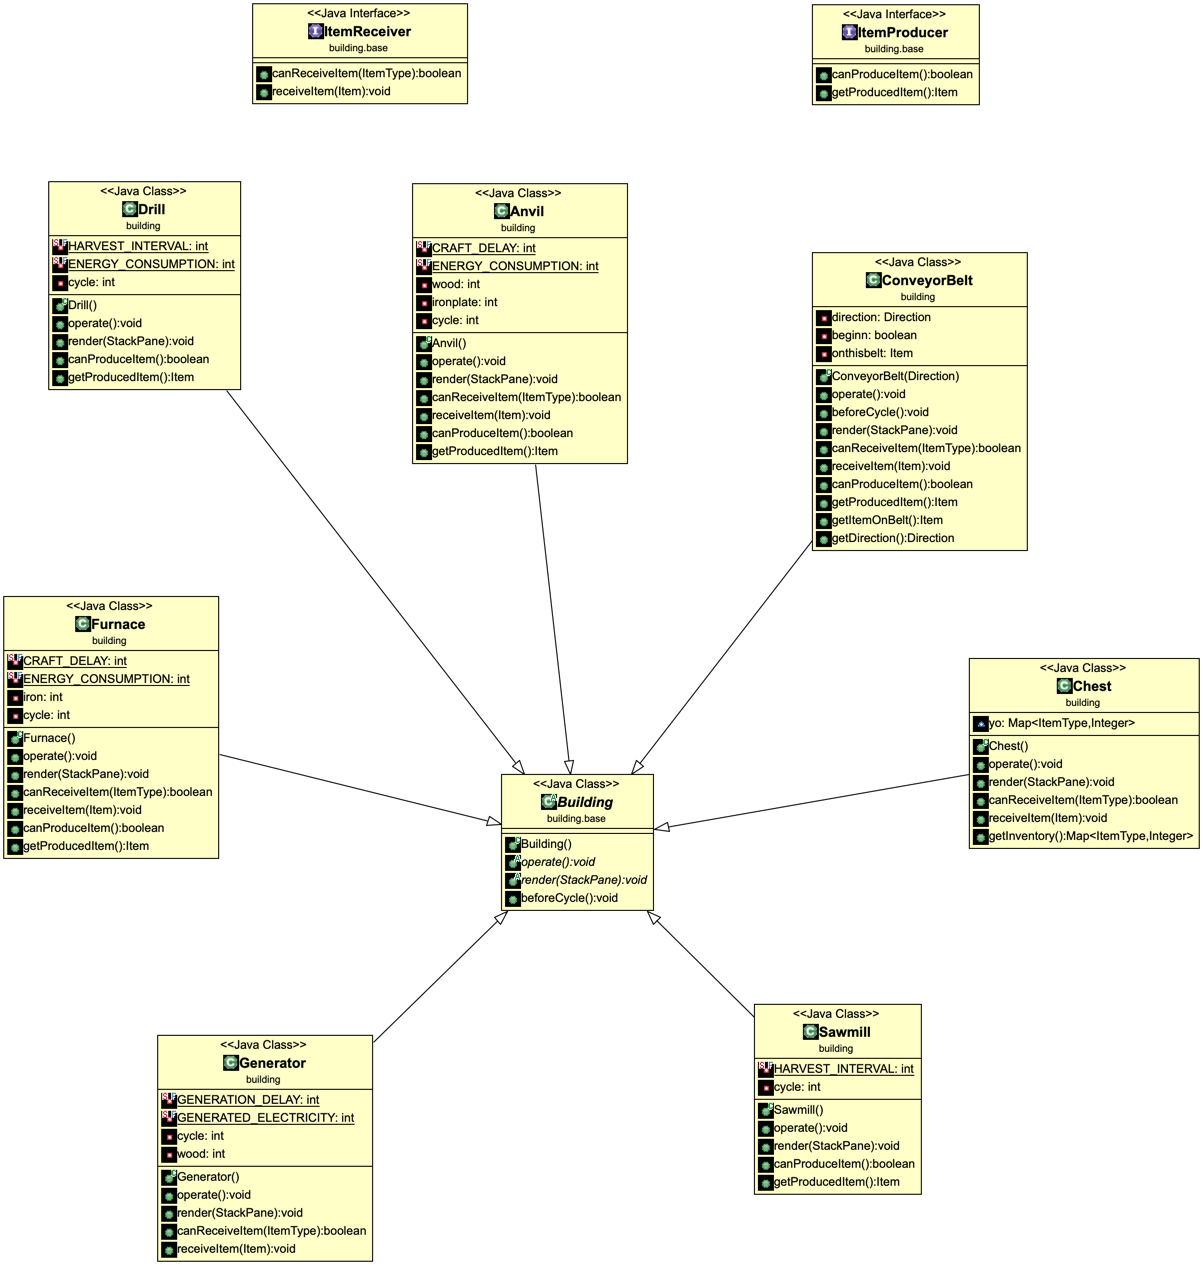 <<Java Interface>>
ItemReceiver
building.base
canReceiveItem(ItemType):boolean
receiveItem(Item):void
<<Java Interface>>
ItemProducer
building.base
canProduceItem():boolean
getProducedItem():Item
<<Java Class>>
Drill
building
HARVEST_INTERVAL: int
ENERGY_CONSUMPTION: int
cycle: int
Drill()
operate():void
render(StackPane):void
canProduceItem():boolean
getProducedItem():Item
<<Java Class>>
Anvil
building
CRAFT_DELAY: int
ENERGY_CONSUMPTION: int
wood: int
ironplate: int
cycle: int
Anvil()
operate():void
render(StackPane):void
canReceiveItem(ItemType):boolean
receiveItem(Item):void
canProduceItem():boolean
getProducedItem():Item
<<Java Class>>
ConveyorBelt
building
direction: Direction
beginn: boolean
onthisbelt: Item
ConveyorBelt(Direction)
operate():void
beforeCycle():void
render(StackPane):void
canReceiveItem(ItemType):boolean
receiveItem(Item):void
canProduceItem():boolean
getProducedItem():Item
getItemOnBelt():Item
getDirection():Direction
<<Java Class>>
Furnace
building
CRAFT_DELAY: int
ENERGY_CONSUMPTION: int
iron: int
cycle: int
Furnace()
operate():void
render(StackPane):void
canReceiveItem(ItemType):boolean
receiveItem(Item):void
canProduceItem():boolean
getProducedItem():Item
<<Java Class>>
Chest
building
yo: Map<ItemType,Integer>
Chest()
operate():void
render(StackPane):void
canReceiveItem(ItemType):boolean
receiveItem(Item):void
getInventory():Map<ItemType,Integer>
<<Java Class>>
Building
building.base
Building()
operate():void
render(StackPane):void
beforeCycle():void
<<Java Class>>
Generator
building
GENERATION_DELAY: int
GENERATED_ELECTRICITY: int
cycle: int
wood: int
Generator()
operate():void
render(StackPane):void
canReceiveItem(ItemType):boolean
receiveItem(Item):void
<<Java Class>>
Sawmill
building
HARVEST_INTERVAL: int
cycle: int
Sawmill()
operate():void
render(StackPane):void
canProduceItem():boolean
getProducedItem():Item